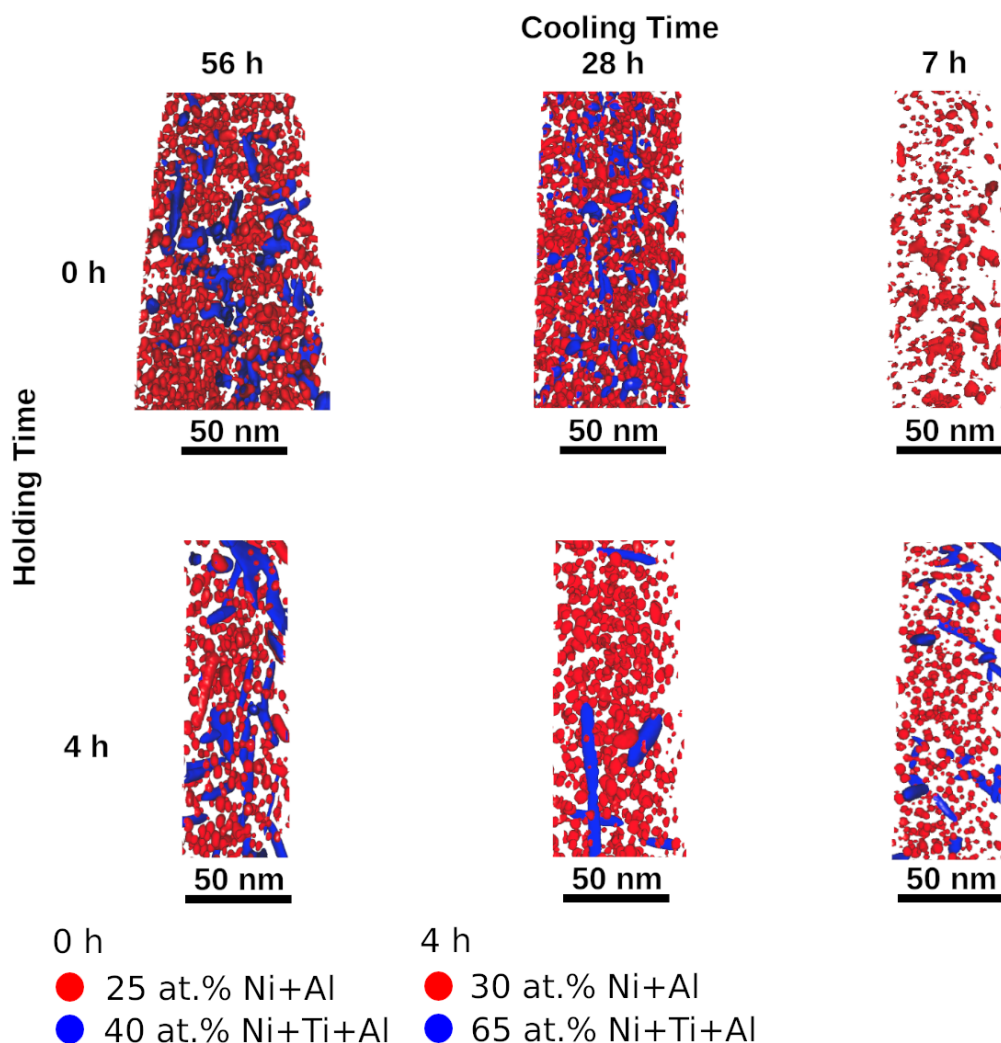 Cooling Time
56 h 28 h 7 h
0 h
50 nm 50 nm 50 nm
Holding Time
4 h
50 nm 50 nm 50 nm
0 h 4 h
25 at.% Ni+Al 30 at.% Ni+Al
40 at.% Ni+Ti+Al 65 at.% Ni+Ti+Al